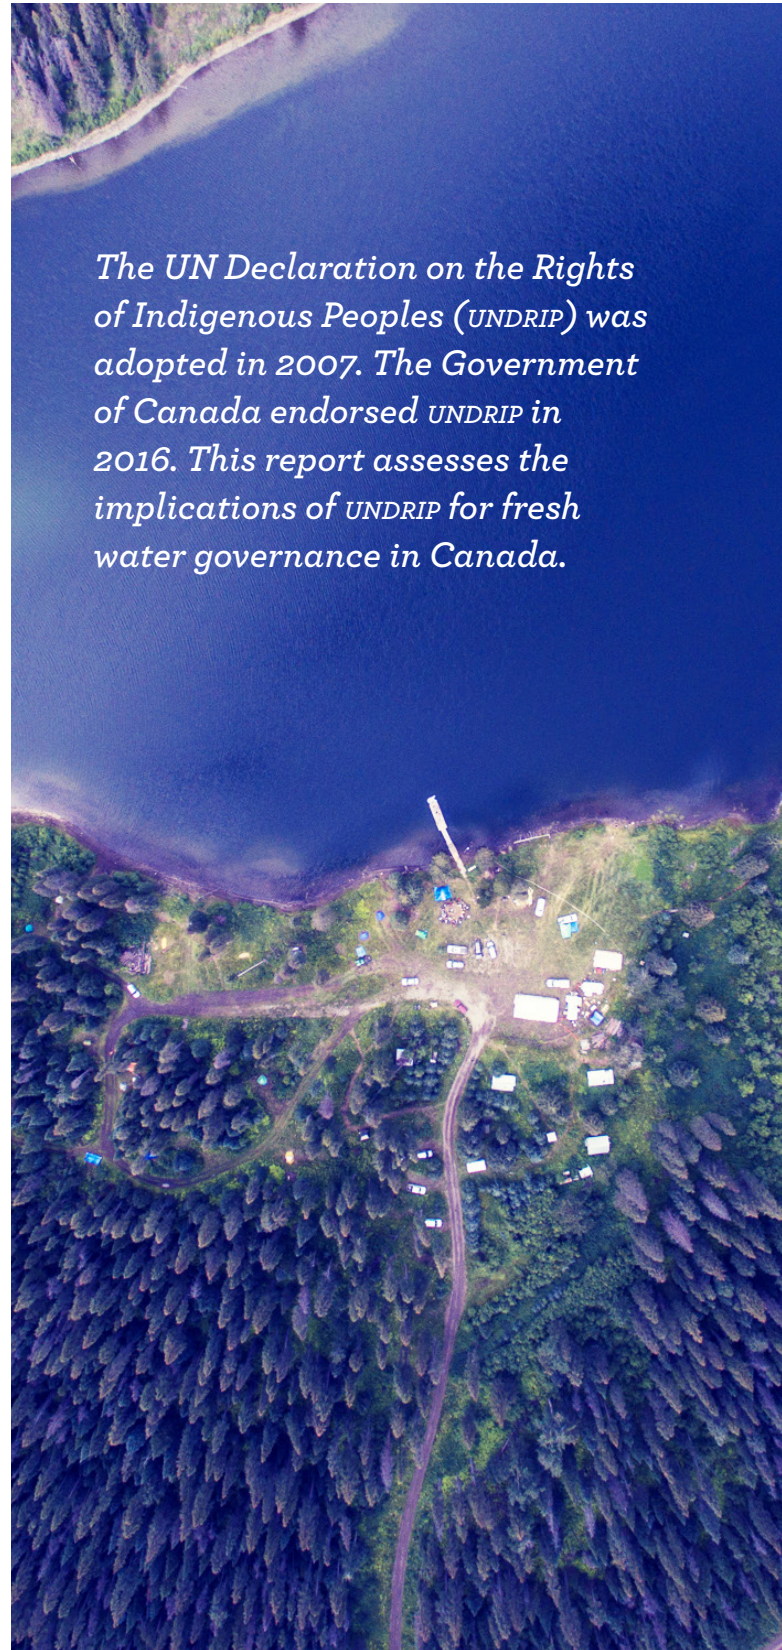 The UN Declaration on the Rights
of Indigenous Peoples (UNDRIP) was
adopted in 2007. The Government
of Canada endorsed UNDRIP in
2016. This report assesses the
implications of UNDRIP for fresh
water governance in Canada.